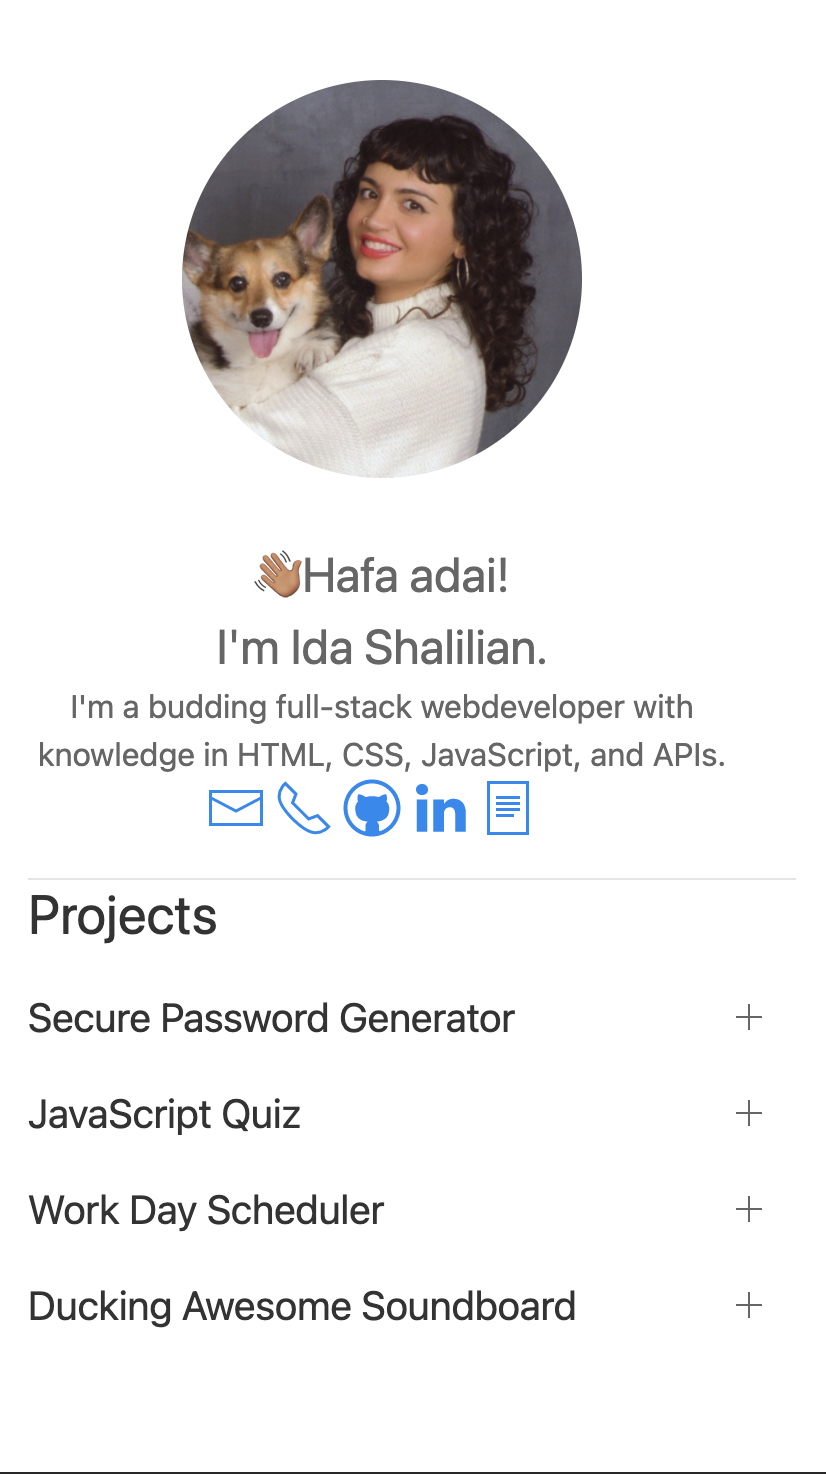 👋🏽Hafa adai!
I'm Ida Shalilian.
I'm a budding full-stack webdeveloper with
knowledge in HTML, CSS, JavaScript, and APIs.
in
Projects
Secure Password Generator
JavaScript Quiz
Work Day Scheduler
Ducking Awesome Soundboard